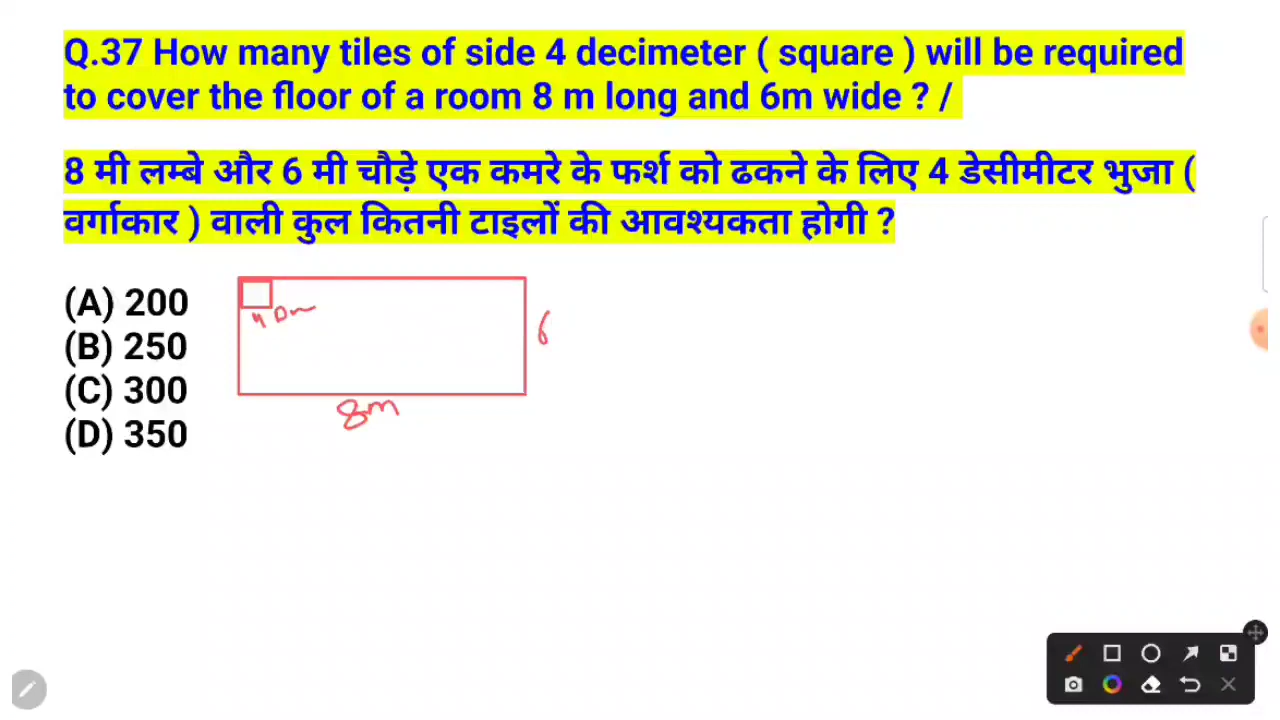 Q.37 How many tiles of side 4 decimeter ( square ) will be required
to cover the floor of a room 8 m long and 6m wide ? /
8 मी लम्बे और 6 मी चौड़े एक कमरे के फर्श को ढकने के लिए 4 डेसीमीटर भुजा (
वर्गाकार ) वाली कुल कितनी टाइलों की आवश्यकता होगी ?
(A) 200
(B) 250
(C) 300
(D) 350
4 Dm
6
8m